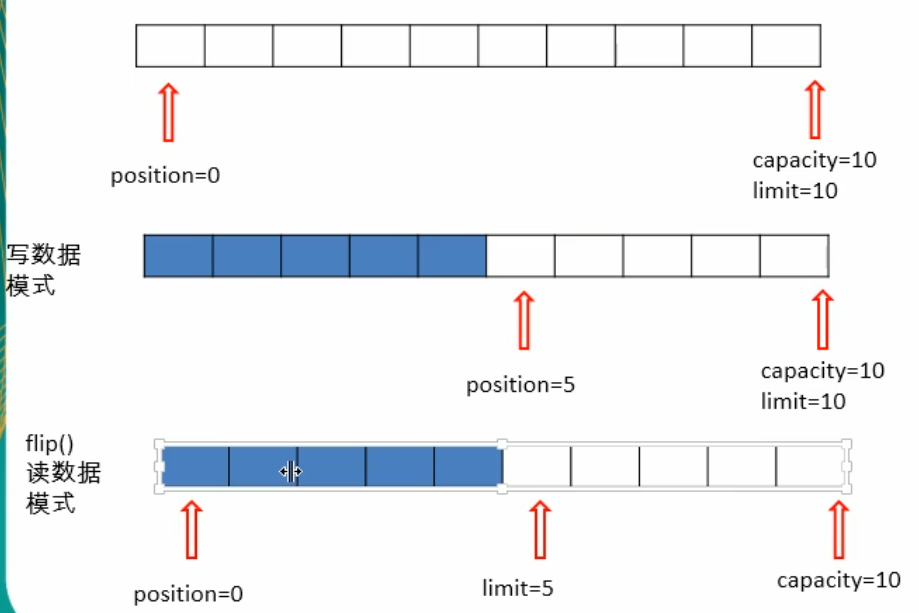 position=0
capacity=10
limit=10
写数据
模式
position=5
capacity=10
limit=10
flip()
读数据
模式
position=0
limit=5
capacity=10